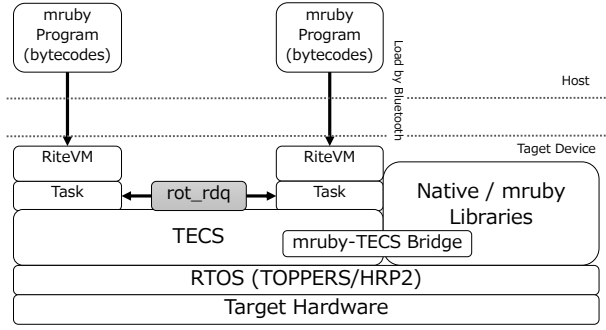 mruby
Program
(bytecodes)
mruby
Program
(bytecodes)
Load by Bluetooth
Host
Taget Device
RiteVM
RiteVM
Task
rot_rdq
Task
Native / mruby
Libraries
TECS
mruby-TECS Bridge
RTOS (TOPPERS/HRP2)
Target Hardware